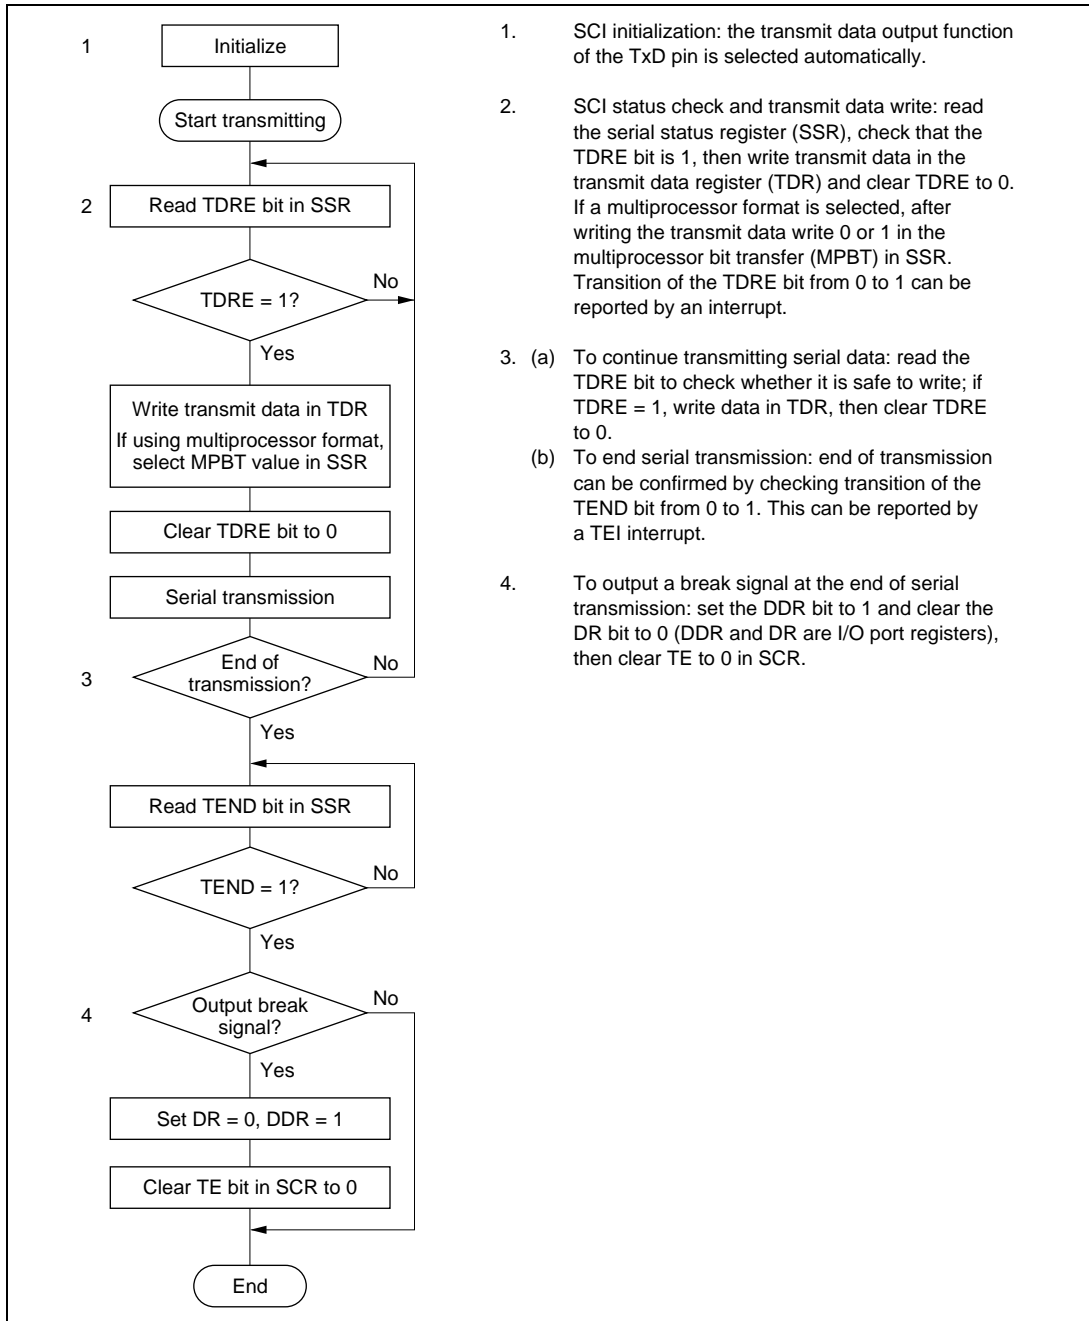 1
Initialize
Start transmitting
2
Read TDRE bit in SSR
TDRE = 1?
No
Yes
Write transmit data in TDR
If using multiprocessor format,
select MPBT value in SSR
Clear TDRE bit to 0
Serial transmission
3
End of
transmission?
No
Yes
Read TEND bit in SSR
TEND = 1?
No
Yes
4
Output break
signal?
No
Yes
Set DR = 0, DDR = 1
Clear TE bit in SCR to 0
End
1. SCI initialization: the transmit data output function
of the TxD pin is selected automatically.
2. SCI status check and transmit data write: read
the serial status register (SSR), check that the
TDRE bit is 1, then write transmit data in the
transmit data register (TDR) and clear TDRE to 0.
If a multiprocessor format is selected, after
writing the transmit data write 0 or 1 in the
multiprocessor bit transfer (MPBT) in SSR.
Transition of the TDRE bit from 0 to 1 can be
reported by an interrupt.
3. (a) To continue transmitting serial data: read the
TDRE bit to check whether it is safe to write; if
TDRE = 1, write data in TDR, then clear TDRE
to 0.
(b) To end serial transmission: end of transmission
can be confirmed by checking transition of the
TEND bit from 0 to 1. This can be reported by
a TEI interrupt.
4. To output a break signal at the end of serial
transmission: set the DDR bit to 1 and clear the
DR bit to 0 (DDR and DR are I/O port registers),
then clear TE to 0 in SCR.